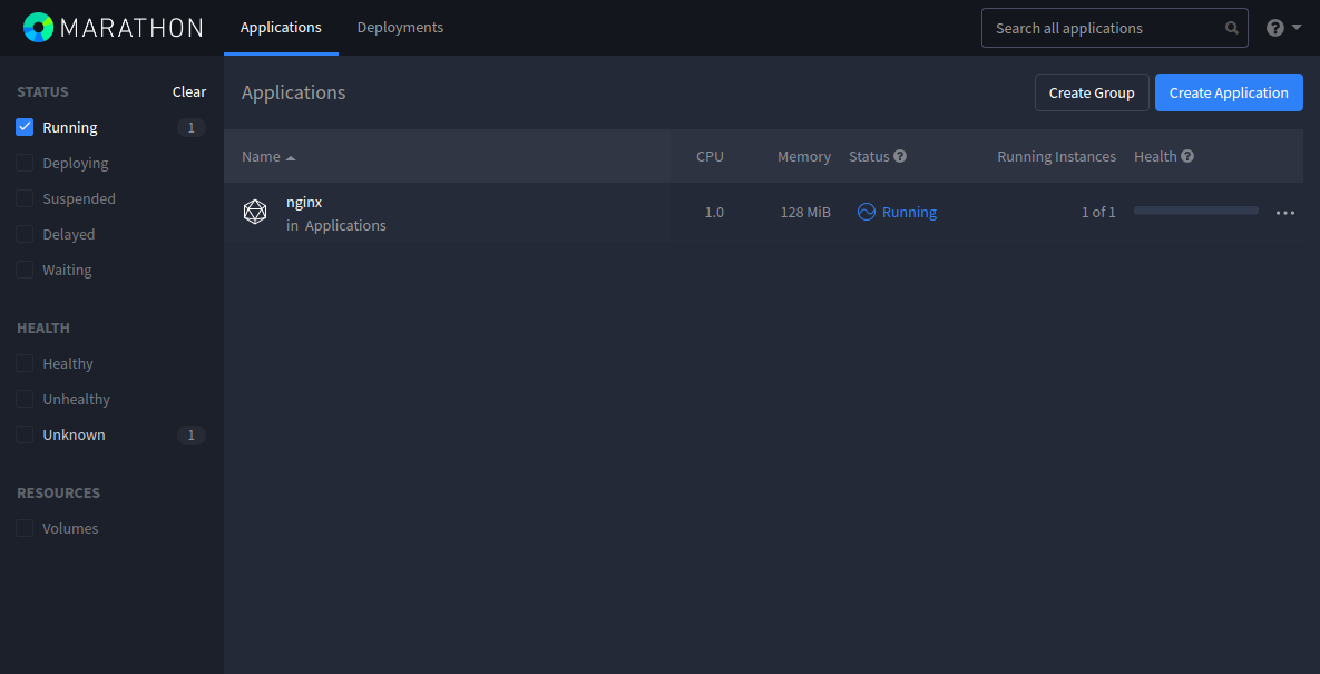 MARATHON
Applications
Deployments
Search all applications
STATUS
Clear
Running
1
Deploying
Suspended
Delayed
Waiting
HEALTH
Healthy
Unhealthy
Unknown
1
RESOURCES
Volumes
Applications
Create Group
Create Application
Name
CPU
Memory
Status
Running Instances
Health
nginx
in Applications
1.0
128 MiB
Running
1 of 1